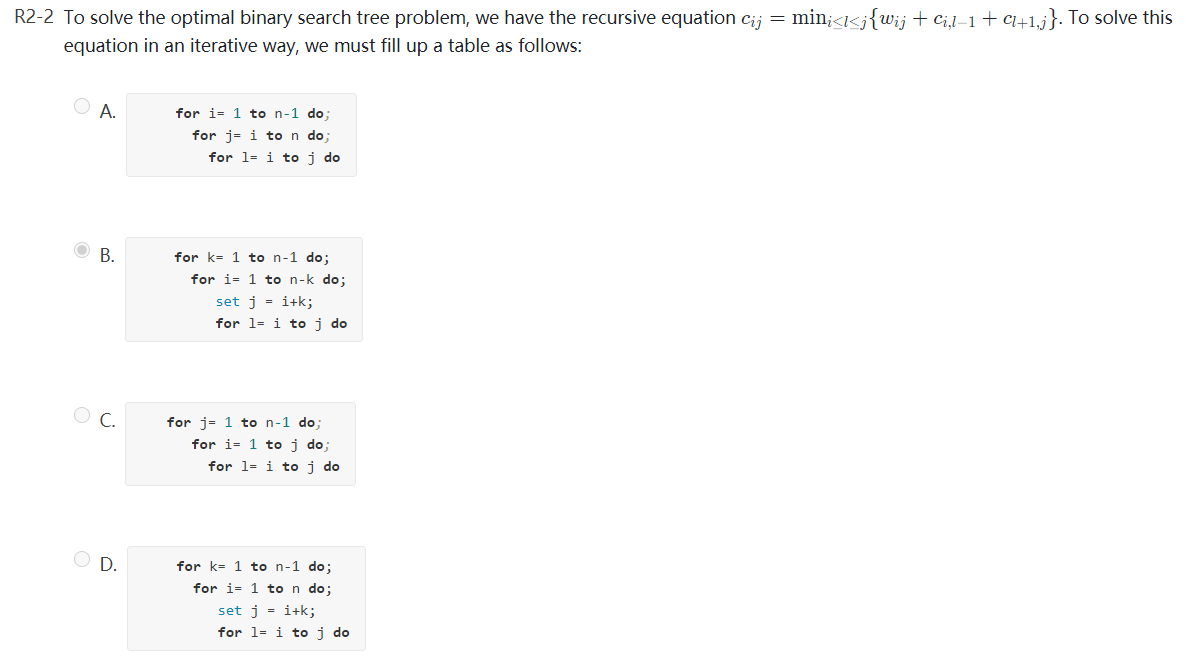 R2-2 To solve the optimal binary search tree problem, we have the recursive equation c_{ij} = min_{i≤l≤j}{w_{ij} + c_{i,l−1} + c_{l+1,j}}. To solve this
equation in an iterative way, we must fill up a table as follows:
A.
for i= 1 to n-1 do;
for j= i to n do;
for l= i to j do
B.
for k= 1 to n-1 do;
for i= 1 to n-k do;
set j = i+k;
for l= i to j do
C.
for j= 1 to n-1 do;
for i= 1 to j do;
for l= i to j do
D.
for k= 1 to n-1 do;
for i= 1 to n do;
set j = i+k;
for l= i to j do